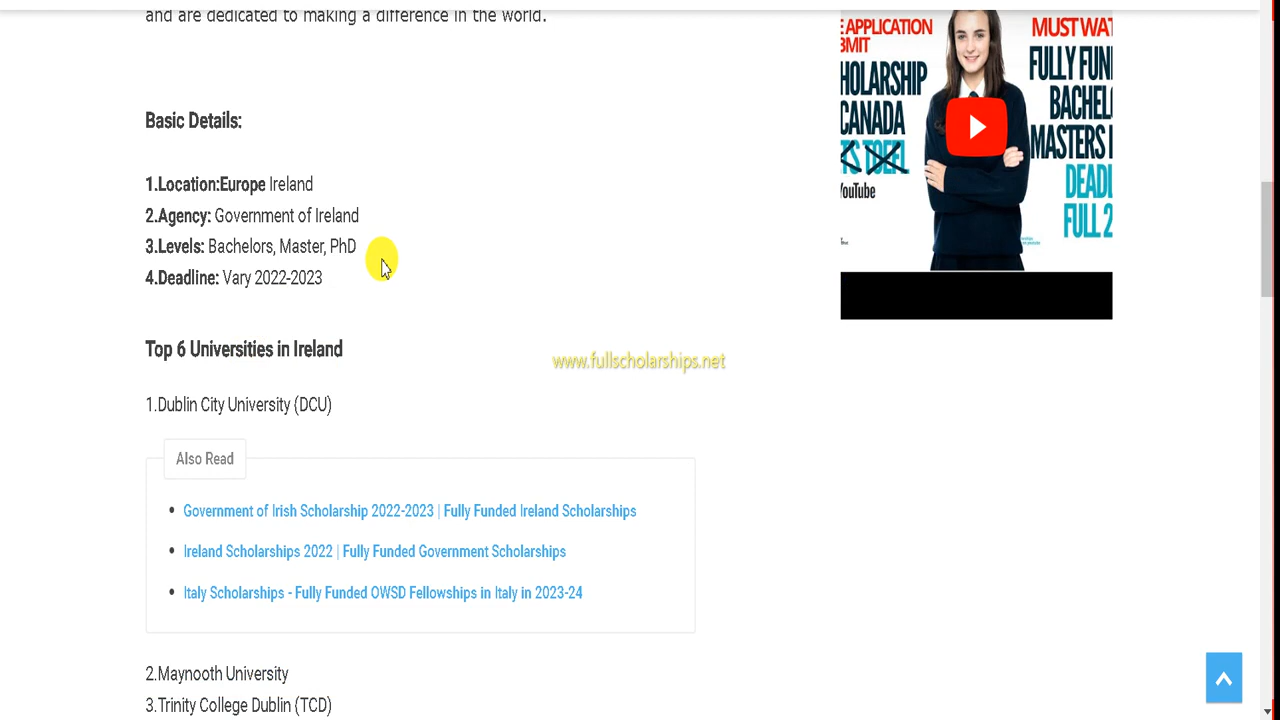 and are dedicated to making a difference in the world.
Basic Details:
1.Location:Europe Ireland
2.Agency: Government of Ireland
3.Levels: Bachelors, Master, PhD
4.Deadline: Vary 2022-2023
Top 6 Universities in Ireland
www.fullscholarships.net
1.Dublin City University (DCU)
Also Read
• Government of Irish Scholarship 2022-2023 | Fully Funded Ireland Scholarships
• Ireland Scholarships 2022 | Fully Funded Government Scholarships
• Italy Scholarships - Fully Funded OWSD Fellowships in Italy in 2023-24
2.Maynooth University
3.Trinity College Dublin (TCD)
E APPLICATION
BMIT
HOLARSHIP
CANADA
TS TOEFL
YouTube
MUST WAT
FULLY FUN
BACHEL
MASTERS
DEADL
FULL 2